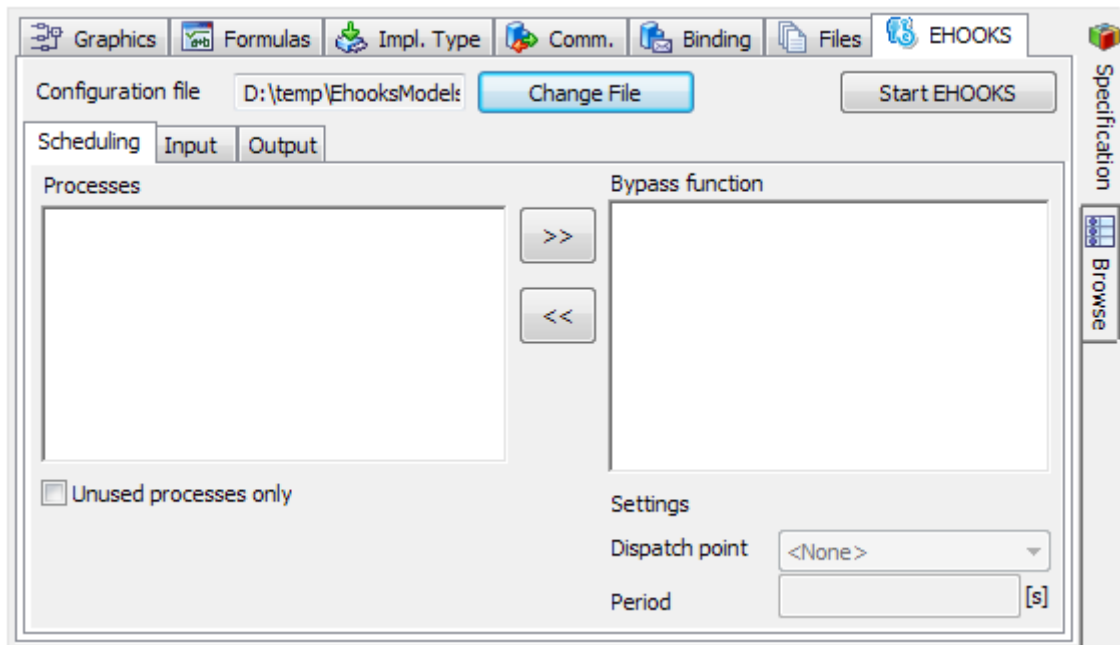 Graphics Formulas Impl. Type Comm. Binding Files EHOOKS
Configuration file D:\temp\EhooksModels Change File Start EHOOKS
Scheduling Input Output
Processes Bypass function
>>
<<
Unused processes only
Settings
Dispatch point <None>
Period [s]
Specification
Browse